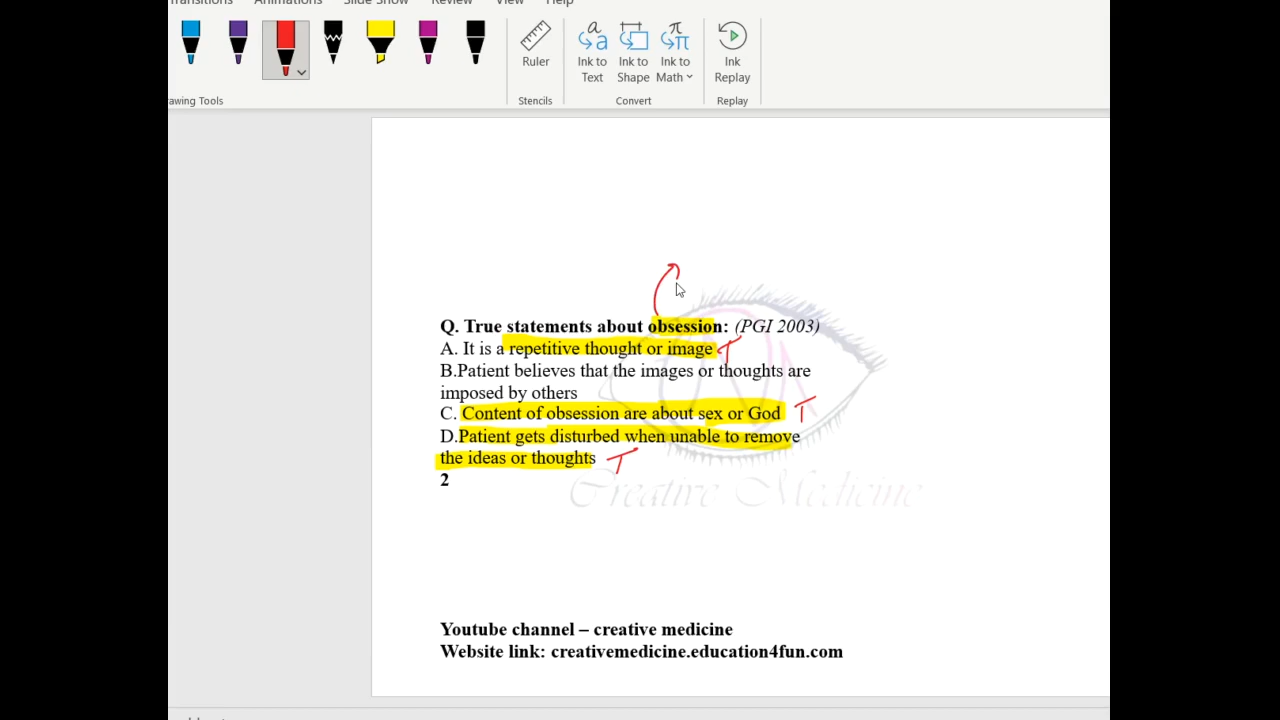 Transitions Animations Slide Show Review View Help
Ruler
Ink to Text
Ink to Shape
Ink to Math
Ink Replay
awing Tools
Stencils
Convert
Replay
Q. True statements about obsession: (PGI 2003)
A. It is a repetitive thought or image T
B.Patient believes that the images or thoughts are
imposed by others
C. Content of obsession are about sex or God T
D.Patient gets disturbed when unable to remove
the ideas or thoughts T
2
Creative Medicine
Youtube channel – creative medicine
Website link: creativemedicine.education4fun.com